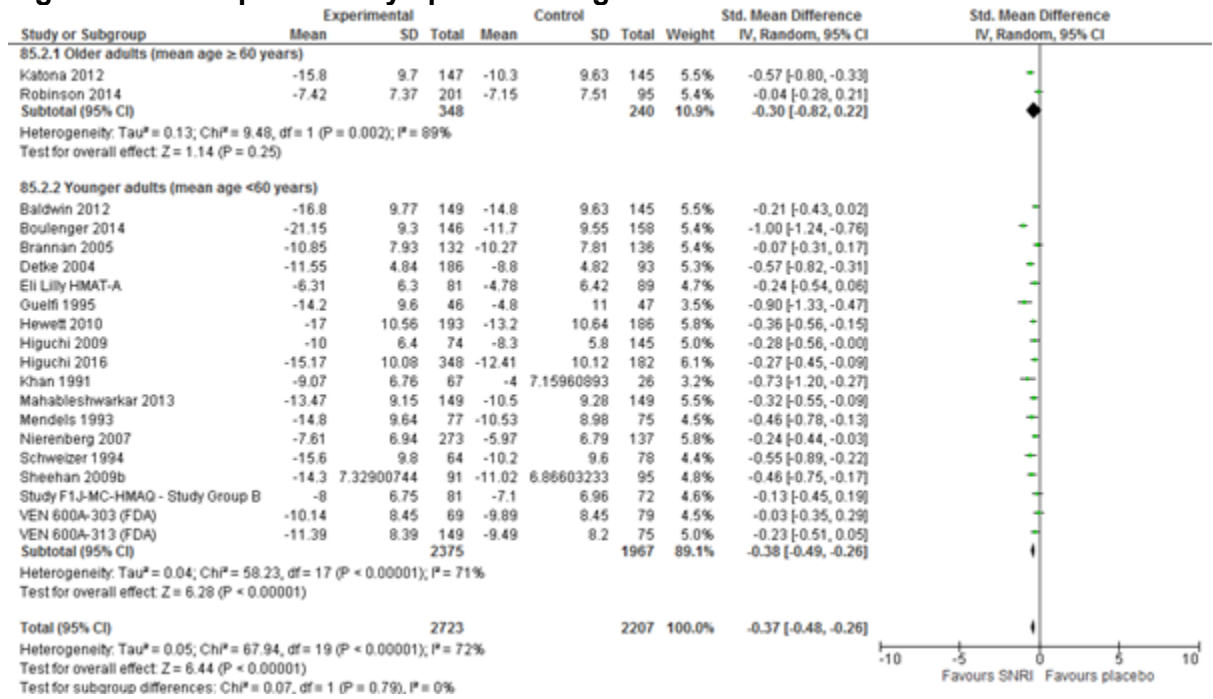 Experimental Control Std. Mean Difference Std. Mean Difference
Study or Subgroup Mean SD Total Mean SD Total Weight IV, Random, 95% CI IV, Random, 95% CI
85.2.1 Older adults (mean age ≥ 60 years)
Katona 2012 -15.8 9.7 147 -10.3 9.63 145 5.5% -0.57 [-0.80, -0.33]
Robinson 2014 -7.42 7.37 201 -7.15 7.51 95 5.4% -0.04 [-0.28, 0.21]
Subtotal (95% CI) 348 240 10.9% -0.30 [-0.82, 0.22]
Heterogeneity: Tau² = 0.13; Chi² = 9.48, df = 1 (P = 0.002); I² = 89%
Test for overall effect: Z = 1.14 (P = 0.25)
85.2.2 Younger adults (mean age <60 years)
Baldwin 2012 -16.8 9.77 149 -14.8 9.63 145 5.5% -0.21 [-0.43, 0.02]
Boulenger 2014 -21.15 9.3 146 -11.7 9.55 158 5.4% -1.00 [-1.24, -0.76]
Brannan 2005 -10.85 7.93 132 -10.27 7.81 136 5.4% -0.07 [-0.31, 0.17]
Detke 2004 -11.55 4.84 186 -8.8 4.82 93 5.3% -0.57 [-0.82, -0.31]
Eli Lilly HMAT-A -6.31 6.3 81 -4.78 6.42 89 4.7% -0.24 [-0.54, 0.06]
Guelfi 1995 -14.2 9.6 46 -4.8 11 47 3.5% -0.90 [-1.33, -0.47]
Hewett 2010 -17 10.56 193 -13.2 10.64 186 5.8% -0.36 [-0.56, -0.15]
Higuchi 2009 -10 6.4 74 -8.3 5.8 145 5.0% -0.28 [-0.56, -0.00]
Higuchi 2016 -15.17 10.08 348 -12.41 10.12 182 6.1% -0.27 [-0.45, -0.09]
Khan 1991 -9.07 6.76 67 -4 7.15960893 26 3.2% -0.73 [-1.20, -0.27]
Mahableshwarkar 2013 -13.47 9.15 149 -10.5 9.28 149 5.5% -0.32 [-0.55, -0.09]
Mendels 1993 -14.8 9.64 77 -10.53 8.98 75 4.5% -0.46 [-0.78, -0.13]
Nierenberg 2007 -7.61 6.94 273 -5.97 6.79 137 5.8% -0.24 [-0.44, -0.03]
Schweizer 1994 -15.6 9.8 64 -10.2 9.6 78 4.3% -0.55 [-0.89, -0.22]
Sheehan 2009b -14.3 7.32900744 91 -11.02 6.86603233 95 4.8% -0.46 [-0.75, -0.17]
Study F1J-MC-HMAQ - Study Group B -8 6.75 81 -7.1 6.96 72 4.6% -0.13 [-0.45, 0.19]
VEN 600A-303 (FDA) -10.14 8.45 69 -9.89 8.45 79 4.5% -0.03 [-0.35, 0.29]
VEN 600A-313 (FDA) -11.39 8.39 149 -9.49 8.2 75 5.0% -0.23 [-0.51, 0.05]
Subtotal (95% CI) 2375 1967 89.1% -0.38 [-0.49, -0.26]
Heterogeneity: Tau² = 0.04; Chi² = 58.23, df = 17 (P < 0.00001); I² = 71%
Test for overall effect: Z = 6.28 (P < 0.00001)
Total (95% CI) 2723 2207 100.0% -0.37 [-0.48, -0.26]
Heterogeneity: Tau² = 0.05; Chi² = 67.94, df = 19 (P < 0.00001); I² = 72%
Test for overall effect: Z = 6.44 (P < 0.00001)
Test for subgroup differences: Chi² = 0.07, df = 1 (P = 0.79), I² = 0%
-10 -5 0 5 10
Favours SNRI Favours placebo